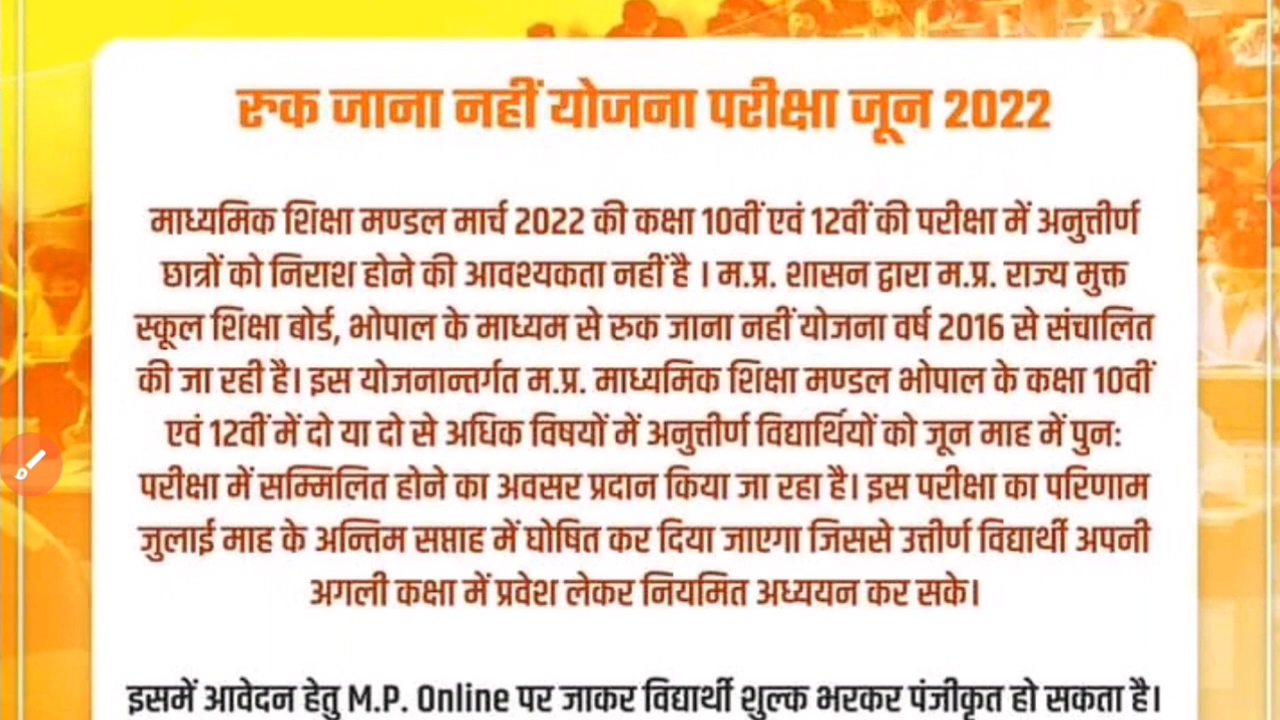 रुक जाना नहीं योजना परीक्षा जून 2022
माध्यमिक शिक्षा मण्डल मार्च 2022 की कक्षा 10वीं एवं 12वीं की परीक्षा में अनुत्तीर्ण
छात्रों को निराश होने की आवश्यकता नहीं है । म.प्र. शासन द्वारा म.प्र. राज्य मुक्त
स्कूल शिक्षा बोर्ड, भोपाल के माध्यम से रुक जाना नहीं योजना वर्ष 2016 से संचालित
की जा रही है। इस योजनान्तर्गत म.प्र. माध्यमिक शिक्षा मण्डल भोपाल के कक्षा 10वीं
एवं 12वीं में दो या दो से अधिक विषयों में अनुत्तीर्ण विद्यार्थियों को जून माह में पुनः
परीक्षा में सम्मिलित होने का अवसर प्रदान किया जा रहा है। इस परीक्षा का परिणाम
जुलाई माह के अन्तिम सप्ताह में घोषित कर दिया जाएगा जिससे उत्तीर्ण विद्यार्थी अपनी
अगली कक्षा में प्रवेश लेकर नियमित अध्ययन कर सके।
इसमें आवेदन हेतु M.P. Online पर जाकर विद्यार्थी शुल्क भरकर पंजीकृत हो सकता है।